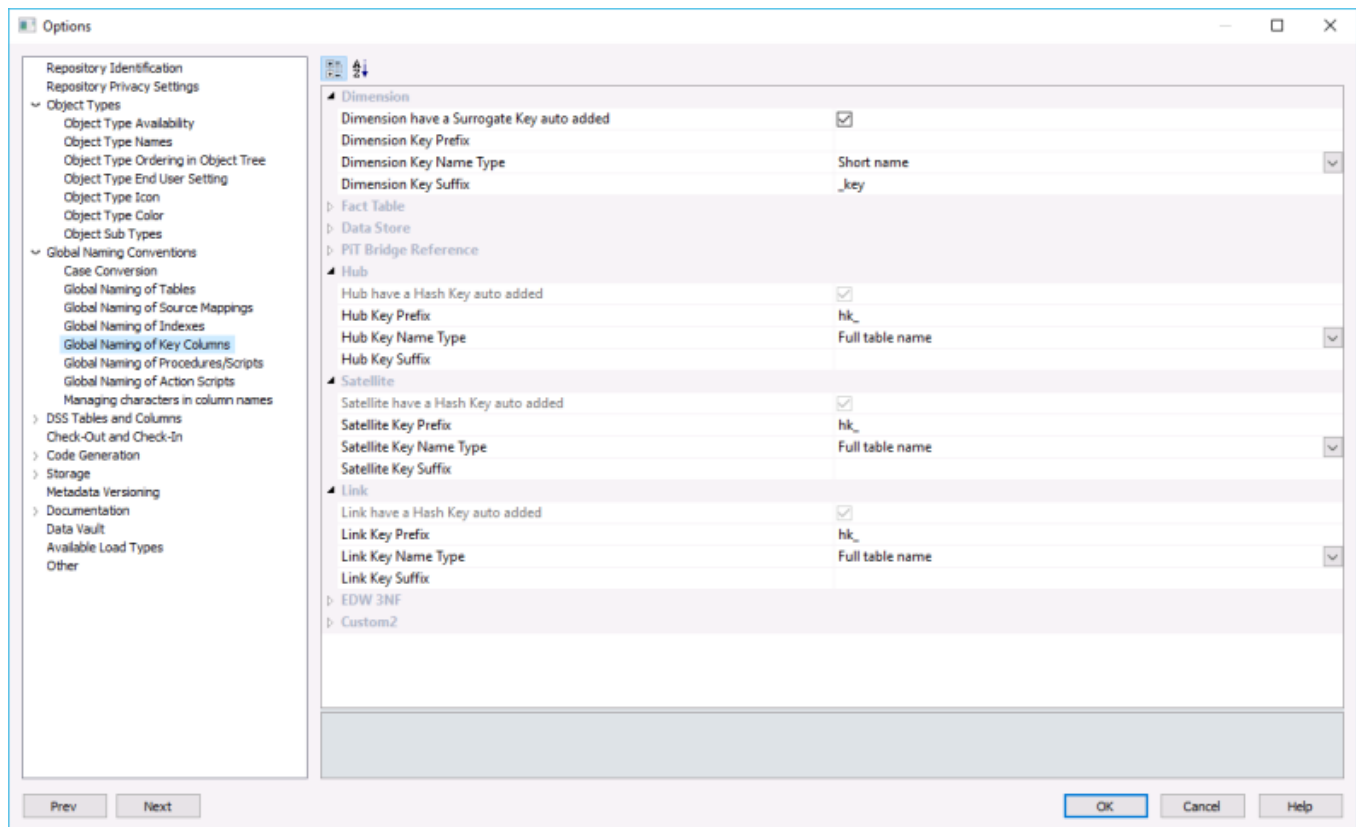 Options
Repository Identification
Repository Privacy Settings
Object Types
Object Type Availability
Object Type Names
Object Type Ordering in Object Tree
Object Type End User Setting
Object Type Icon
Object Type Color
Object Sub Types
Global Naming Conventions
Case Conversion
Global Naming of Tables
Global Naming of Source Mappings
Global Naming of Indexes
Global Naming of Key Columns
Global Naming of Procedures/Scripts
Global Naming of Action Scripts
Managing characters in column names
DSS Tables and Columns
Check-Out and Check-In
Code Generation
Storage
Metadata Versioning
Documentation
Data Vault
Available Load Types
Other
Dimension
Dimension have a Surrogate Key auto added
Dimension Key Prefix
Dimension Key Name Type Short name
Dimension Key Suffix _key
Fact Table
Data Store
PiT Bridge Reference
Hub
Hub have a Hash Key auto added
Hub Key Prefix hk_
Hub Key Name Type Full table name
Hub Key Suffix
Satellite
Satellite have a Hash Key auto added
Satellite Key Prefix hk_
Satellite Key Name Type Full table name
Satellite Key Suffix
Link
Link have a Hash Key auto added
Link Key Prefix hk_
Link Key Name Type Full table name
Link Key Suffix
EDW 3NF
Custom2
Prev Next OK Cancel Help